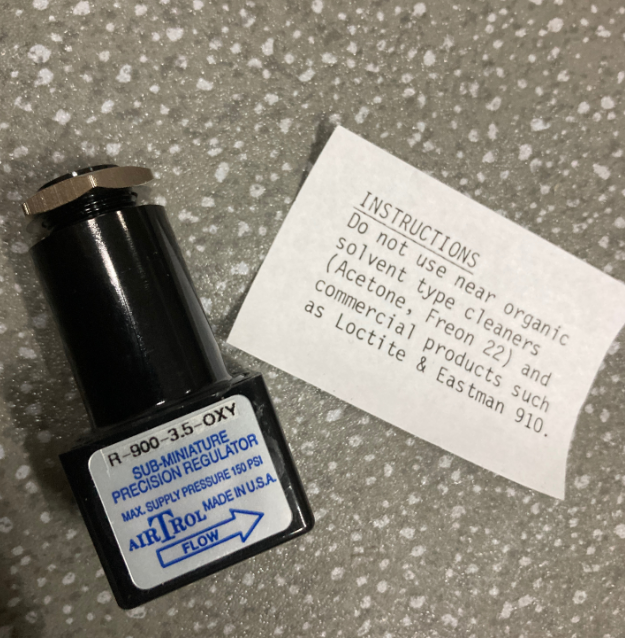 R-900-3.5-OXY
SUB-MINIATURE
PRECISION REGULATOR
MAX. SUPPLY PRESSURE 150 PSI
AIRTROL MADE IN U.S.A.
FLOW
INSTRUCTIONS
Do not use near organic
solvent type cleaners
(Acetone, Freon 22) and
commercial products such
as Loctite & Eastman 910.